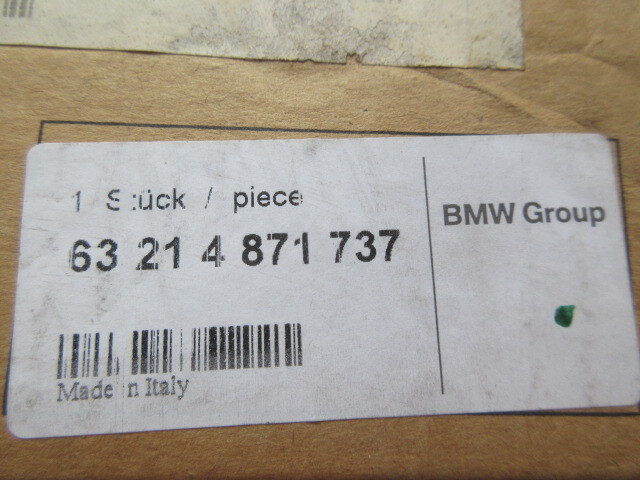 1 Stück / piece
63 21 4 871 737
BMW Group
Made in Italy